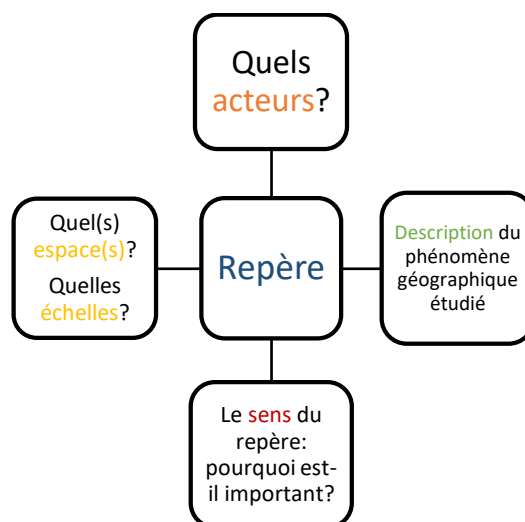 Quels
acteurs?
Quel(s)
espace(s)?
Quelles
échelles?
Repère
Description du
phénomène
géographique
étudié
Le sens du
repère:
pourquoi est-
il important?